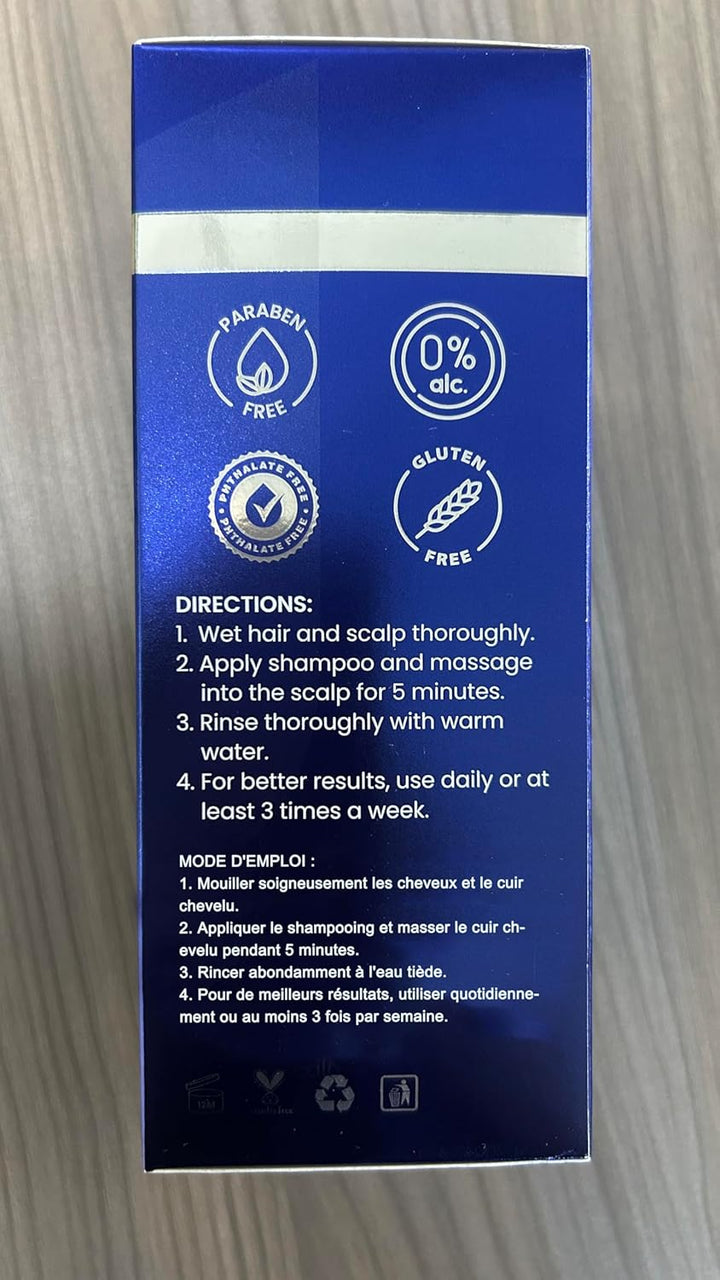 PARABEN
FREE
0%
alc.
PHTHALATE FREE
PHTHALATE FREE
GLUTEN
FREE
DIRECTIONS:
1. Wet hair and scalp thoroughly.
2. Apply shampoo and massage
into the scalp for 5 minutes.
3. Rinse thoroughly with warm
water.
4. For better results, use daily or at
least 3 times a week.
MODE D'EMPLOI :
1. Mouiller soigneusement les cheveux et le cuir
chevelu.
2. Appliquer le shampooing et masser le cuir ch-
evelu pendant 5 minutes.
3. Rincer abondamment à l'eau tiède.
4. Pour de meilleurs résultats, utiliser quotidienne-
ment ou au moins 3 fois par semaine.
12M